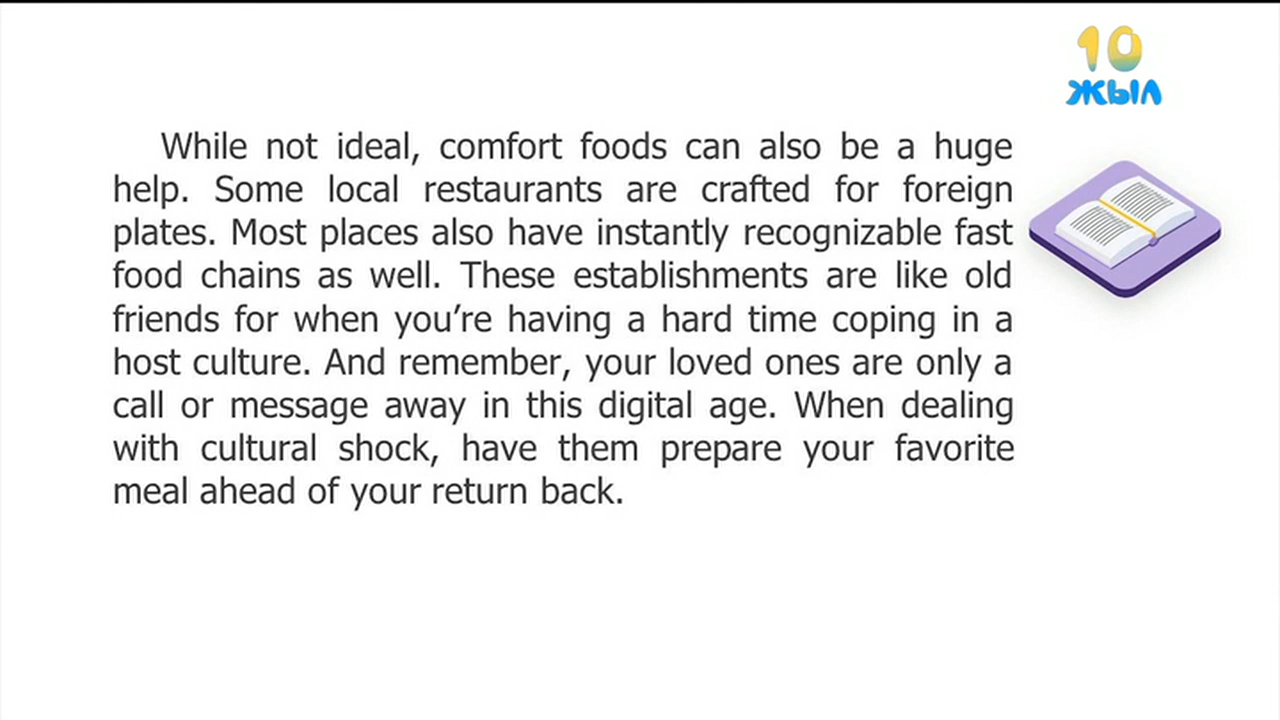 10
ЖЫЛ
While not ideal, comfort foods can also be a huge
help. Some local restaurants are crafted for foreign
plates. Most places also have instantly recognizable fast
food chains as well. These establishments are like old
friends for when you’re having a hard time coping in a
host culture. And remember, your loved ones are only a
call or message away in this digital age. When dealing
with cultural shock, have them prepare your favorite
meal ahead of your return back.